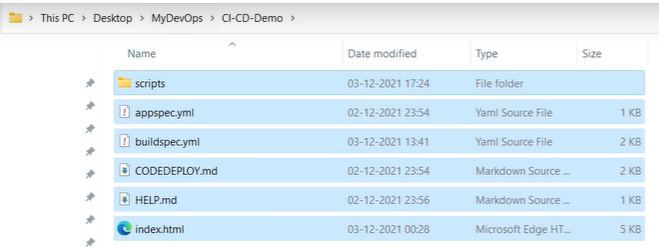 This PC > Desktop > MyDevOps > CI-CD-Demo >
Name Date modified Type Size
scripts 03-12-2021 17:24 File folder
appspec.yml 02-12-2021 23:54 Yaml Source File 1 KB
buildspec.yml 03-12-2021 13:41 Yaml Source File 2 KB
CODEDEPLOY.md 02-12-2021 23:54 Markdown Source ... 2 KB
HELP.md 02-12-2021 23:56 Markdown Source ... 1 KB
index.html 03-12-2021 00:28 Microsoft Edge HT... 5 KB